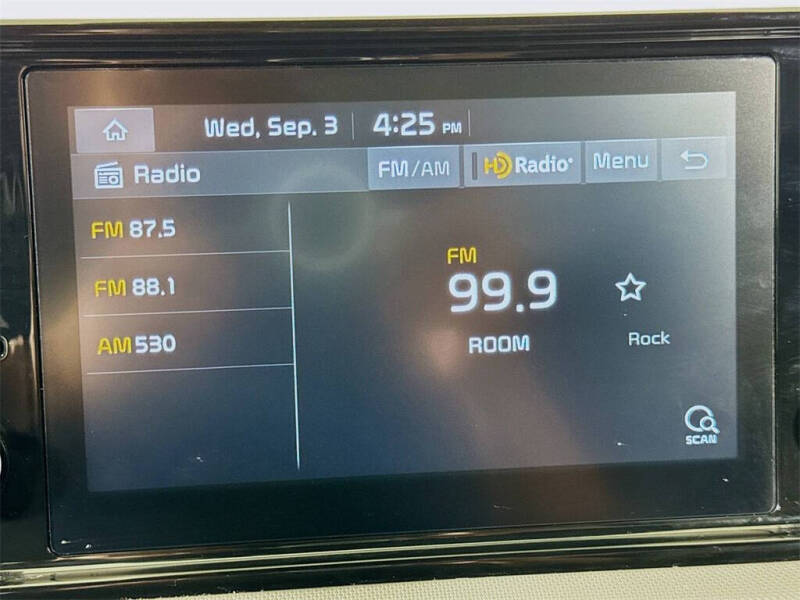 Wed, Sep. 3 4:25 PM
Radio FM/AM HD Radio® Menu
FM 87.5
FM 88.1
AM 530
FM
99.9
ROOM
Rock
SCAN